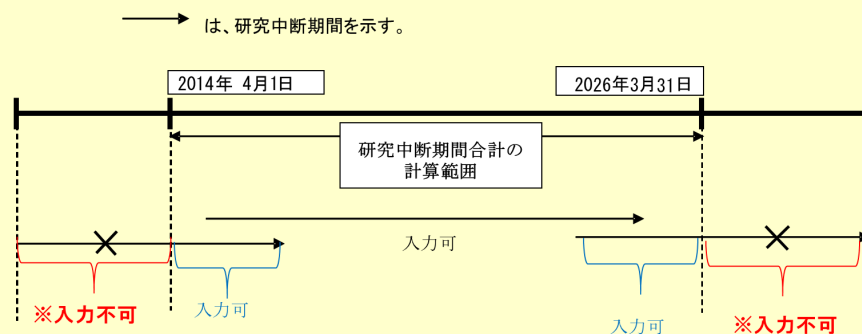 は、研究中断期間を示す。
2014年 4月1日
2026年3月31日
研究中断期間合計の
計算範囲
入力可
※入力不可
入力可
入力可
※入力不可